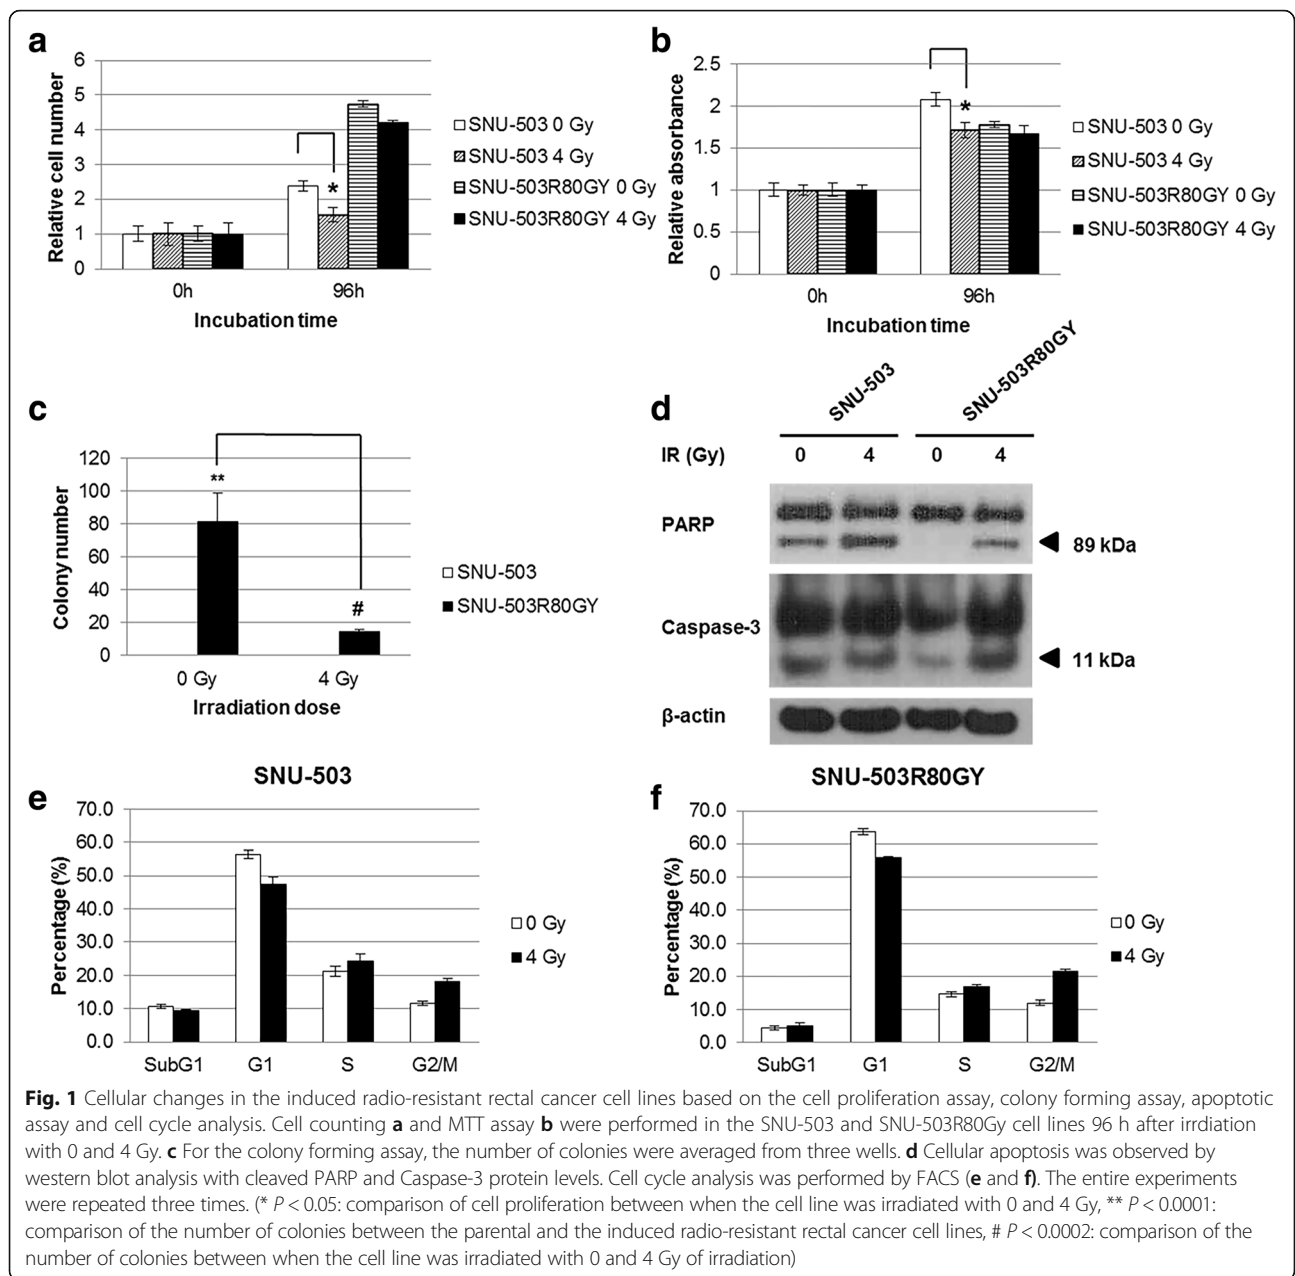 a
6
5
4
3
2
1
0
Relative cell number
*
0h
96h
Incubation time
SNU-503 0 Gy
SNU-503 4 Gy
SNU-503R80GY 0 Gy
SNU-503R80GY 4 Gy
b
2.5
2
1.5
1
0.5
0
Relative absorbance
*
0h
96h
Incubation time
SNU-503 0 Gy
SNU-503 4 Gy
SNU-503R80GY 0 Gy
SNU-503R80GY 4 Gy
c
120
100
80
60
40
20
0
Colony number
**
#
0 Gy
4 Gy
Irradiation dose
SNU-503
SNU-503R80GY
d
SNU-503
SNU-503R80GY
IR (Gy) 0 4 0 4
PARP
89 kDa
Caspase-3
11 kDa
β-actin
e
SNU-503
70.0
60.0
50.0
40.0
30.0
20.0
10.0
0.0
Percentage (%)
SubG1 G1 S G2/M
0 Gy
4 Gy
f
SNU-503R80GY
70.0
60.0
50.0
40.0
30.0
20.0
10.0
0.0
Percentage (%)
SubG1 G1 S G2/M
0 Gy
4 Gy
Fig. 1 Cellular changes in the induced radio-resistant rectal cancer cell lines based on the cell proliferation assay, colony forming assay, apoptotic
assay and cell cycle analysis. Cell counting a and MTT assay b were performed in the SNU-503 and SNU-503R80Gy cell lines 96 h after irrdiation
with 0 and 4 Gy. c For the colony forming assay, the number of colonies were averaged from three wells. d Cellular apoptosis was observed by
western blot analysis with cleaved PARP and Caspase-3 protein levels. Cell cycle analysis was performed by FACS (e and f). The entire experiments
were repeated three times. (* P < 0.05: comparison of cell proliferation between when the cell line was irradiated with 0 and 4 Gy, ** P < 0.0001:
comparison of the number of colonies between the parental and the induced radio-resistant rectal cancer cell lines, # P < 0.0002: comparison of the
number of colonies between when the cell line was irradiated with 0 and 4 Gy of irradiation)